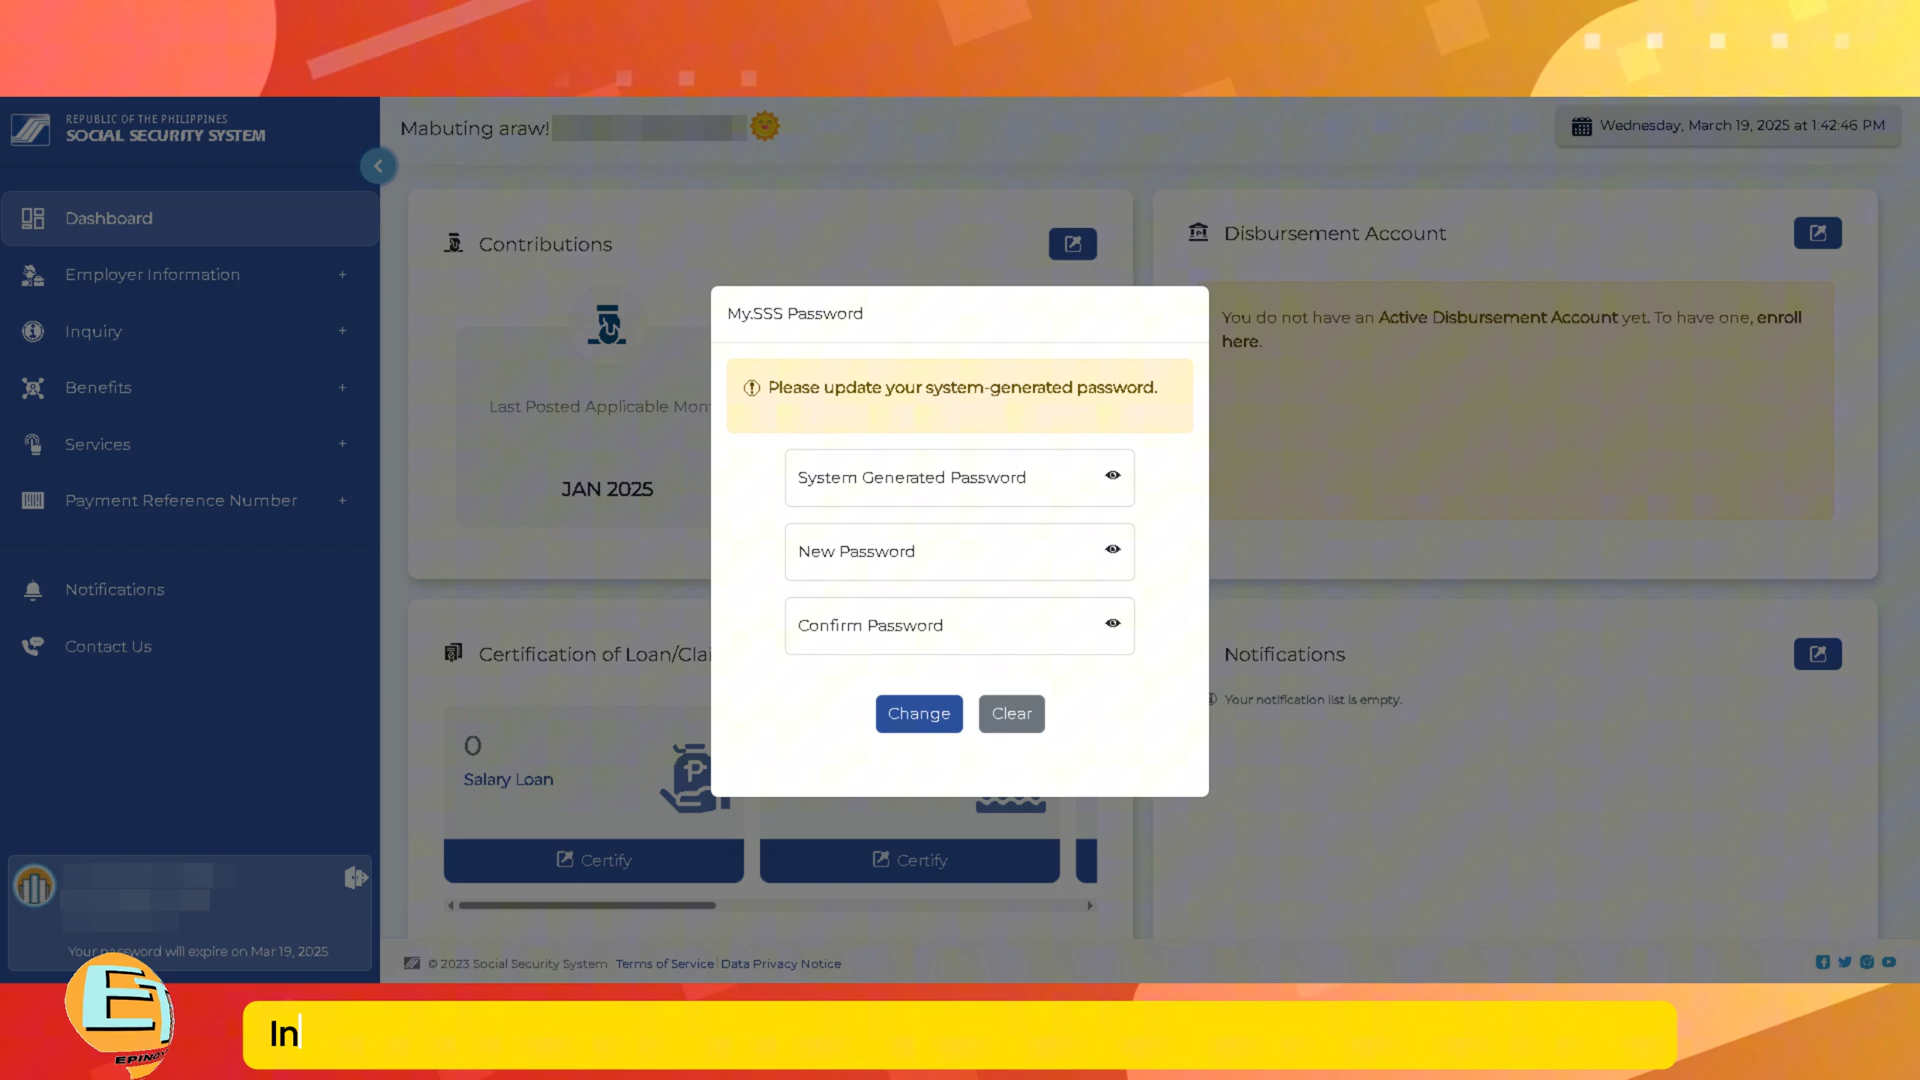 REPUBLIC OF THE PHILIPPINES
SOCIAL SECURITY SYSTEM
Mabuting araw!
Wednesday, March 19, 2025 at 1:42:46 PM
Dashboard
Employer Information +
Inquiry +
Benefits +
Services +
Payment Reference Number +
Notifications
Contact Us
Your password will expire on Mar 19, 2025
Contributions
Last Posted Applicable Mon
JAN 2025
Disbursement Account
You do not have an Active Disbursement Account yet. To have one, enroll
here.
My.SSS Password
Please update your system-generated password.
System Generated Password
New Password
Confirm Password
Change Clear
Certification of Loan/Clai
0
Salary Loan
Certify
Certify
Notifications
Your notification list is empty.
© 2023 Social Security System Terms of Service | Data Privacy Notice
EPINOY
In